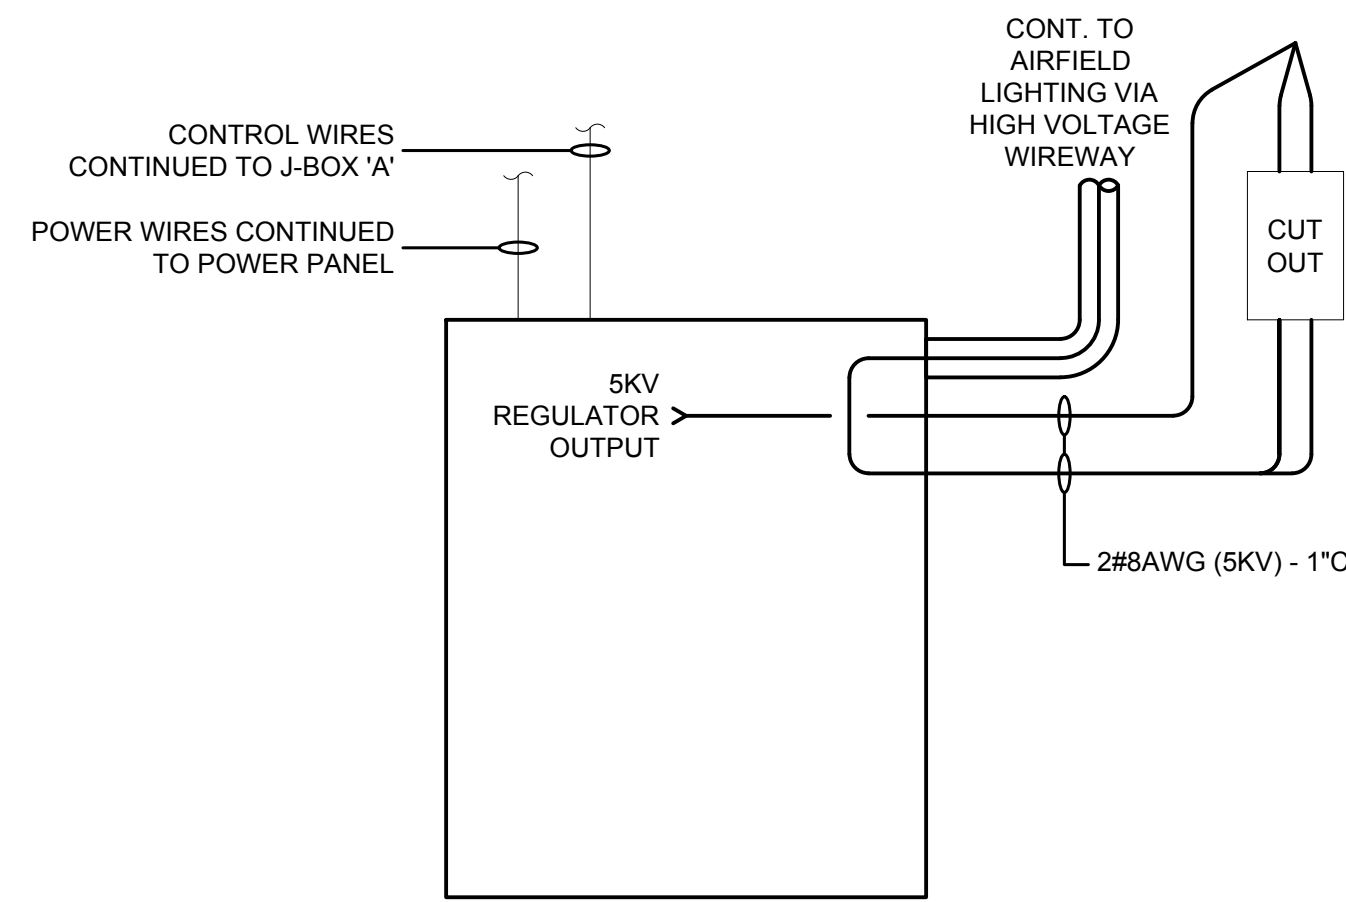 CONT. TO
AIRFIELD
LIGHTING VIA
HIGH VOLTAGE
WIREWAY
CONTROL WIRES
CONTINUED TO J-BOX 'A'
POWER WIRES CONTINUED
TO POWER PANEL
CUT
OUT
5KV
REGULATOR
OUTPUT
2#8AWG (5KV) - 1"C